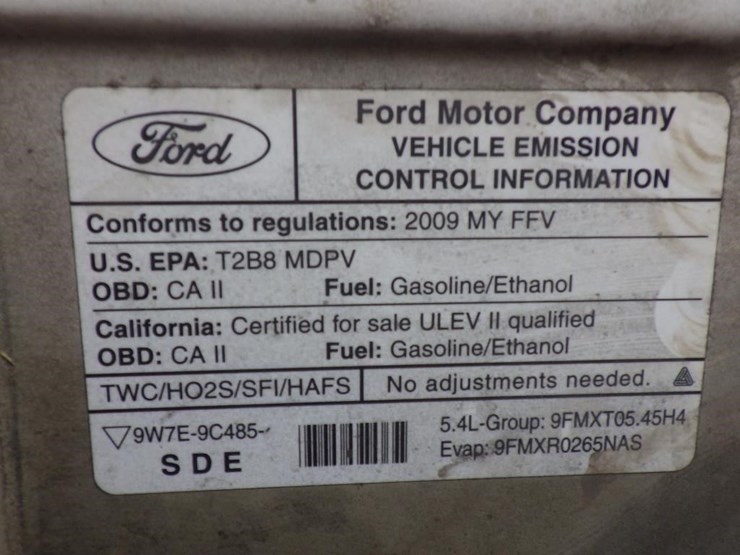 Ford
Ford Motor Company
VEHICLE EMISSION
CONTROL INFORMATION
Conforms to regulations: 2009 MY FFV
U.S. EPA: T2B8 MDPV
OBD: CA II Fuel: Gasoline/Ethanol
California: Certified for sale ULEV II qualified
OBD: CA II Fuel: Gasoline/Ethanol
TWC/HO2S/SFI/HAFS No adjustments needed.
9W7E-9C485-
SDE
5.4L-Group: 9FMXT05.45H4
Evap: 9FMXR0265NAS